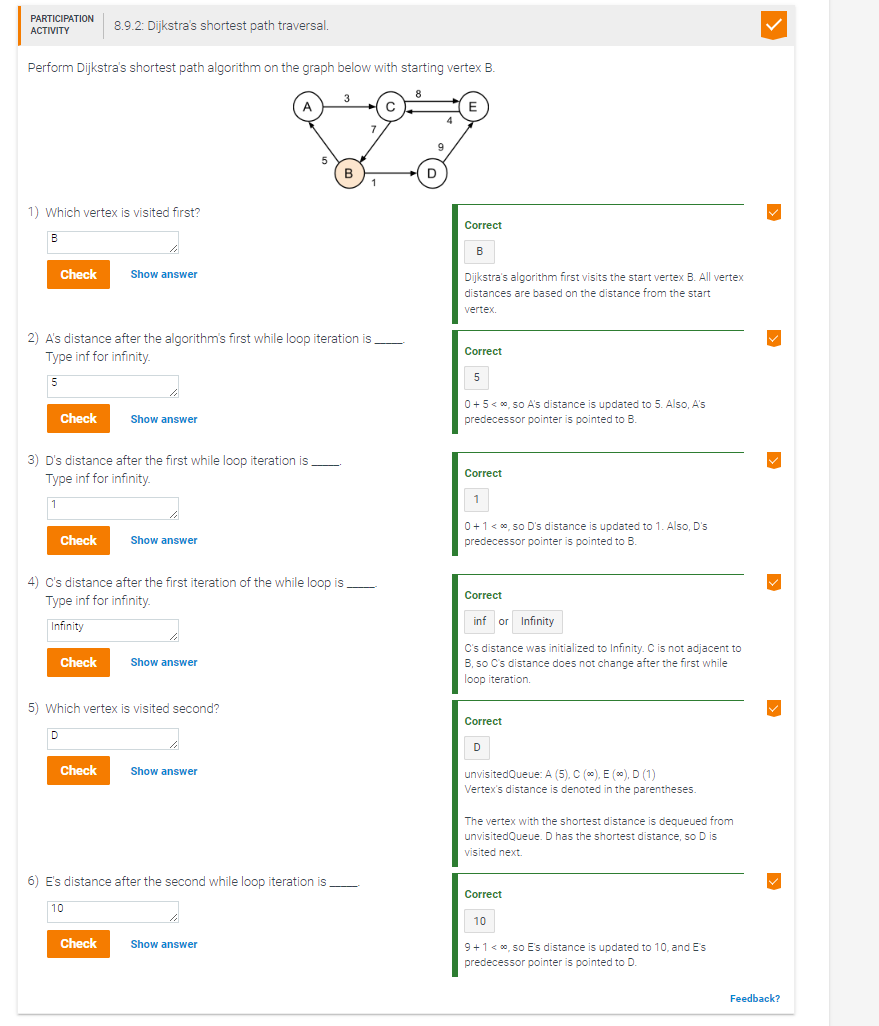 PARTICIPATION
ACTIVITY
8.9.2: Dijkstra's shortest path traversal.
Perform Dijkstra's shortest path algorithm on the graph below with starting vertex B.
A
3
C
8
E
4
7
9
5
B
1
D
1) Which vertex is visited first?
B
Check
Show answer
Correct
B
Dijkstra's algorithm first visits the start vertex B. All vertex
distances are based on the distance from the start
vertex.
2) A's distance after the algorithm's first while loop iteration is _____.
Type inf for infinity.
5
Check
Show answer
Correct
5
0 + 5 < ∞, so A's distance is updated to 5. Also, A's
predecessor pointer is pointed to B.
3) D's distance after the first while loop iteration is _____.
Type inf for infinity.
1
Check
Show answer
Correct
1
0 + 1 < ∞, so D's distance is updated to 1. Also, D's
predecessor pointer is pointed to B.
4) C's distance after the first iteration of the while loop is _____.
Type inf for infinity.
Infinity
Check
Show answer
Correct
inf or Infinity
C's distance was initialized to Infinity. C is not adjacent to
B, so C's distance does not change after the first while
loop iteration.
5) Which vertex is visited second?
D
Check
Show answer
Correct
D
unvisitedQueue: A (5), C (∞), E (∞), D (1)
Vertex's distance is denoted in the parentheses.
The vertex with the shortest distance is dequeued from
unvisitedQueue. D has the shortest distance, so D is
visited next.
6) E's distance after the second while loop iteration is _____.
10
Check
Show answer
Correct
10
9 + 1 < ∞, so E's distance is updated to 10, and E's
predecessor pointer is pointed to D.
Feedback?